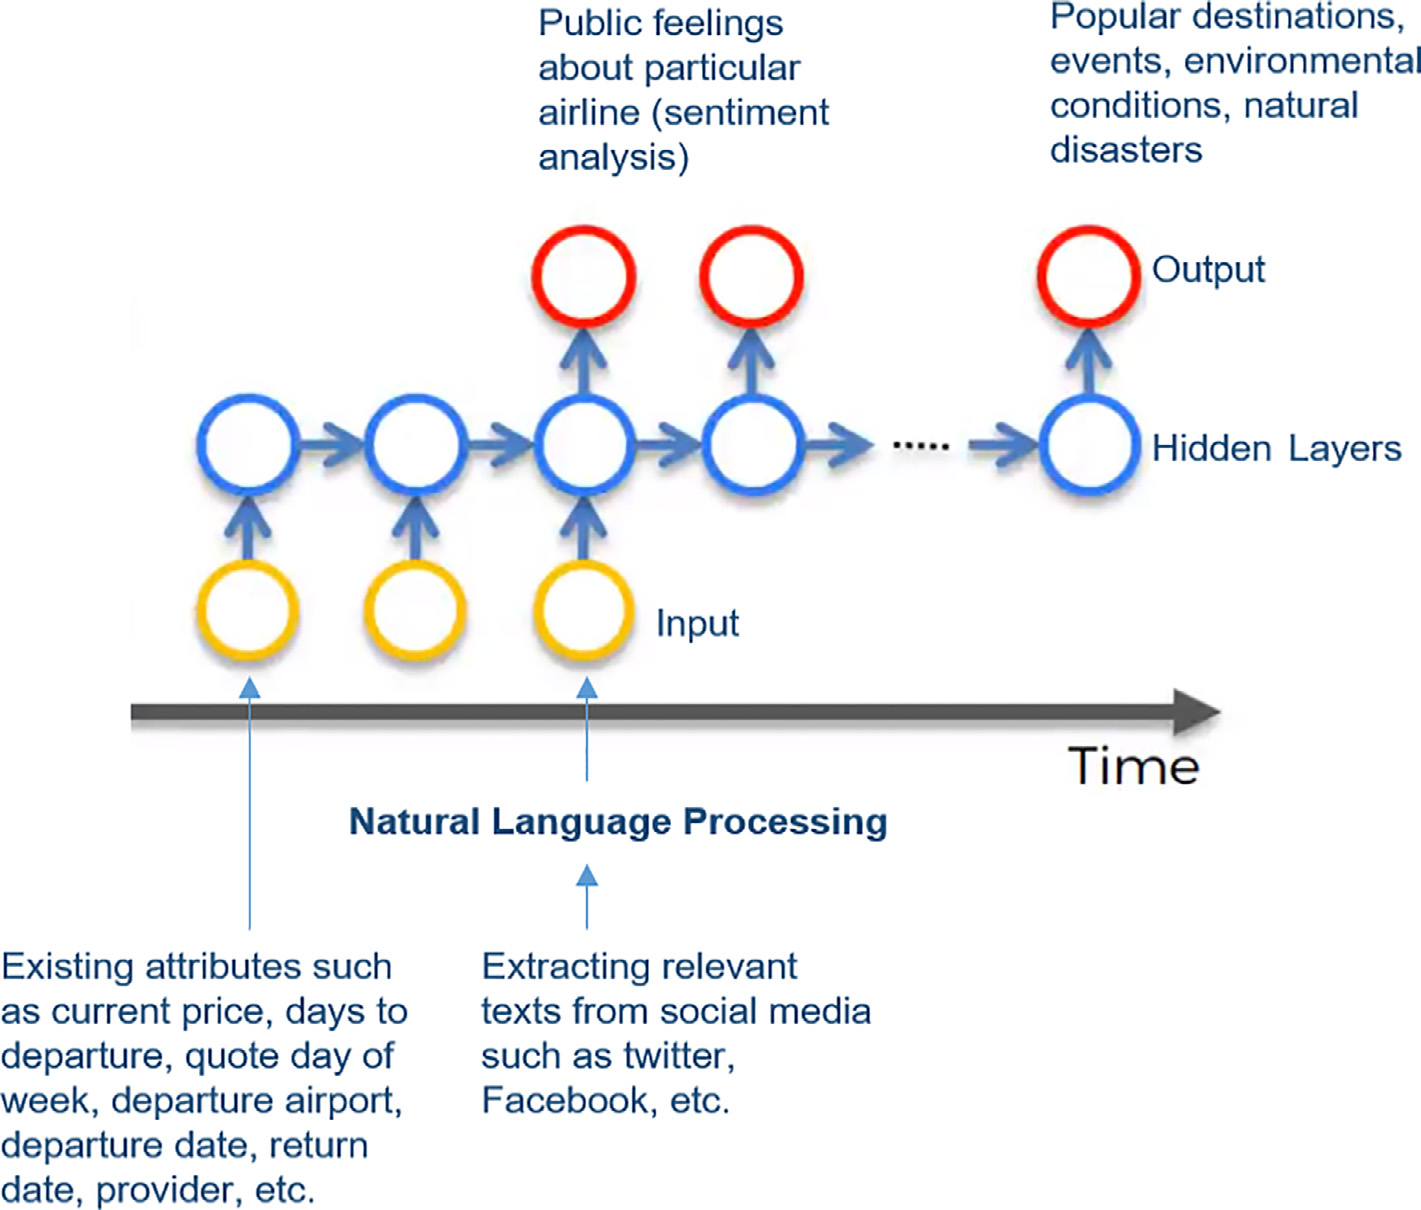 Public feelings
about particular
airline (sentiment
analysis)
Popular destinations,
events, environmental
conditions, natural
disasters
Output
Hidden Layers
Input
Time
Natural Language Processing
Existing attributes such
as current price, days to
departure, quote day of
week, departure airport,
departure date, return
date, provider, etc.
Extracting relevant
texts from social media
such as twitter,
Facebook, etc.